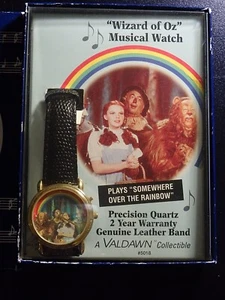 "Wizard of Oz"
Musical Watch
PLAYS "SOMEWHERE
OVER THE RAINBOW"
Precision Quartz
2 Year Warranty
Genuine Leather Band
A VALDAWN Collectible